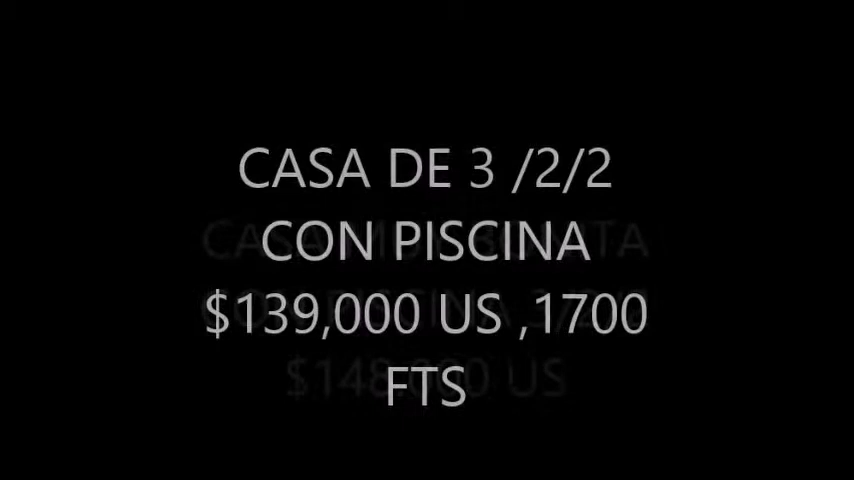 CASA DE 3 /2/2
CON PISCINA
$139,000 US ,1700
FTS